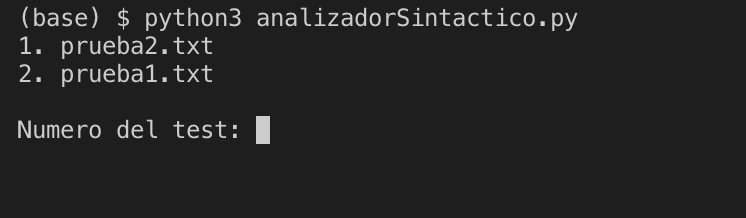 (base) $ python3 analizadorSintactico.py
1. prueba2.txt
2. prueba1.txt
Numero del test: